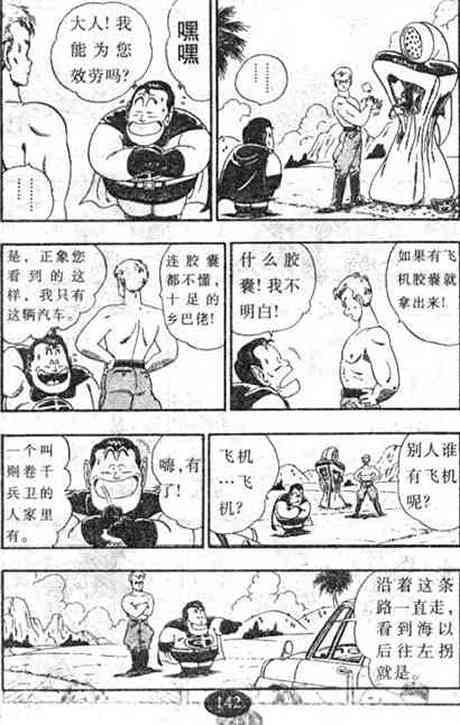 ……
……
嘿
嘿
大人!我
能为您
效劳吗?
……
如果有飞
机胶囊就
拿出来!
什么胶
囊!我不
明白!
连胶囊
都不懂,
十足的
乡巴佬!
是,正象您
看到的这
样,我只有
这辆汽车。
别人谁
有飞机
呢?
飞机
…飞
机?
嗨,有
了!
一个叫
则卷千
兵卫的
人家里
有。
沿着这条
路一直走,
看到海以
后往左拐
就是。
142